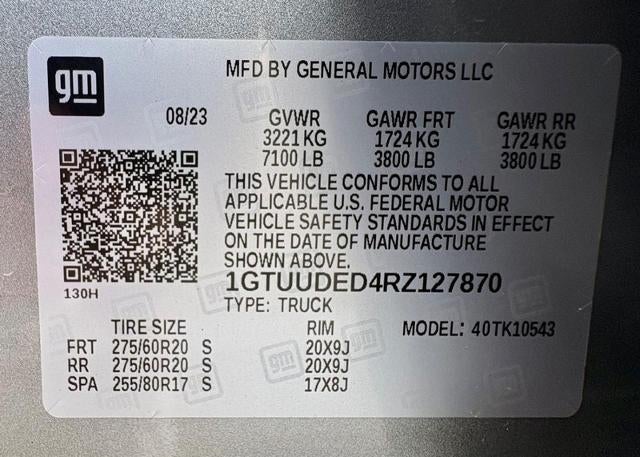 gm
MFD BY GENERAL MOTORS LLC
08/23 GVWR GAWR FRT GAWR RR
3221 KG 1724 KG 1724 KG
7100 LB 3800 LB 3800 LB
THIS VEHICLE CONFORMS TO ALL
APPLICABLE U.S. FEDERAL MOTOR
VEHICLE SAFETY STANDARDS IN EFFECT
ON THE DATE OF MANUFACTURE
SHOWN ABOVE.
1GTUUDED4RZ127870
130H
TYPE: TRUCK
TIRE SIZE RIM MODEL: 40TK10543
FRT 275/60R20 S 20X9J
RR 275/60R20 S 20X9J
SPA 255/80R17 S 17X8J